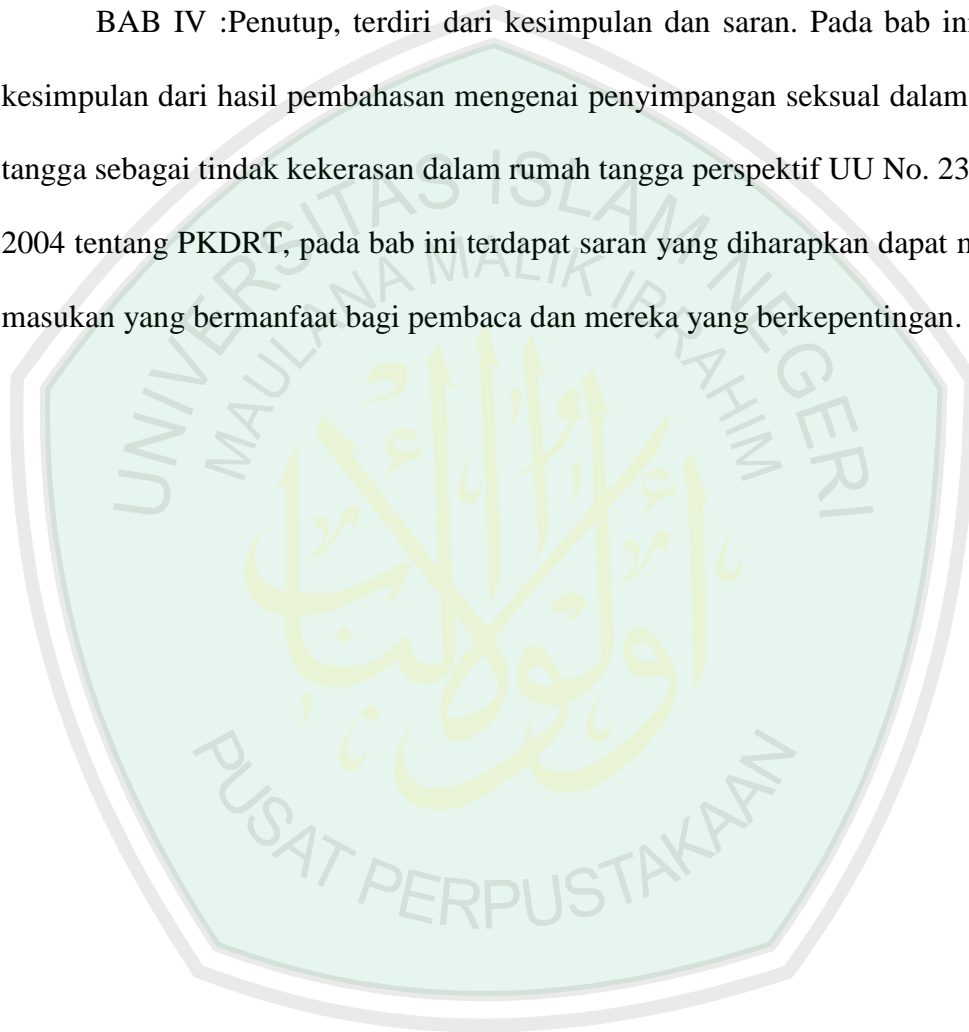 BAB IV :Penutup, terdiri dari kesimpulan dan saran. Pada bab ini
kesimpulan dari hasil pembahasan mengenai penyimpangan seksual dalam
tangga sebagai tindak kekerasan dalam rumah tangga perspektif UU No. 23
2004 tentang PKDRT, pada bab ini terdapat saran yang diharapkan dapat
masukan yang bermanfaat bagi pembaca dan mereka yang berkepentingan.
UNIVERSITAS ISLAM NEGERI
MAULANA MALIK IBRAHIM
PUSAT PERPUSTAKAAN